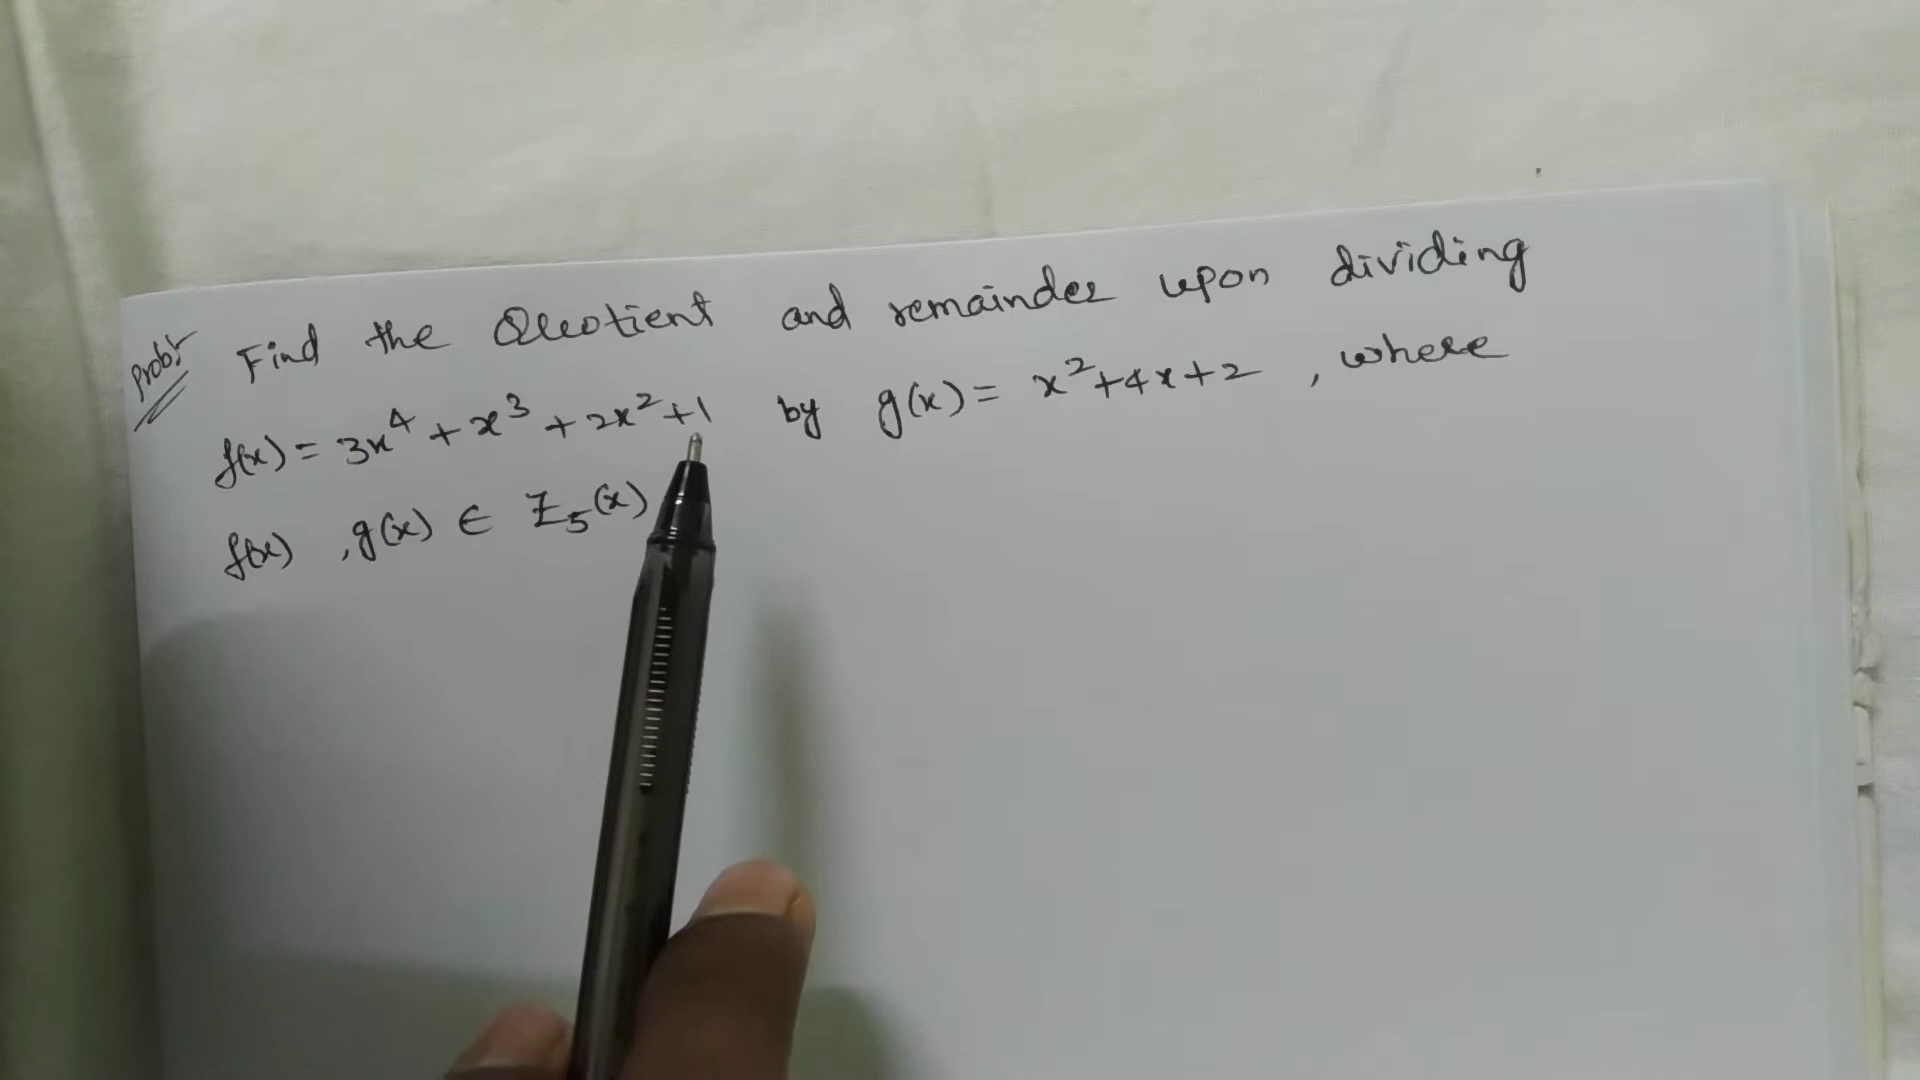 Prob:- Find the Quotient and remainder upon dividing
f(x) = 3x⁴ + x³ + 2x² + 1 by g(x) = x² + 4x + 2 , where
f(x) , g(x) ∈ Z₅(x)